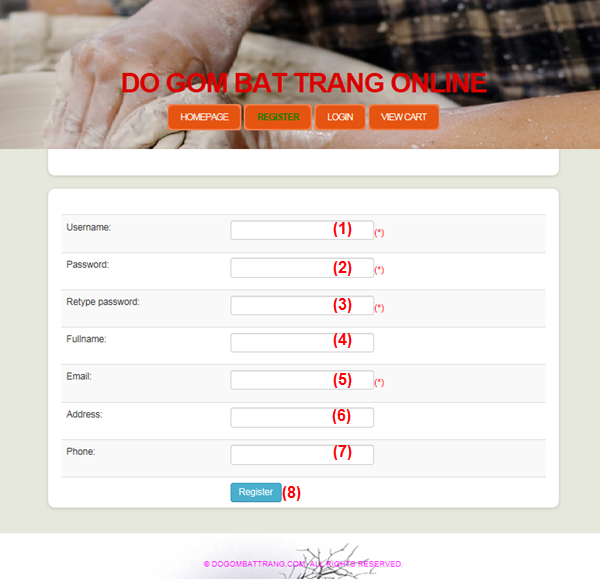 DO GOM BAT TRANG ONLINE
HOMEPAGE REGISTER LOGIN VIEW CART
Username: (1) (*)
Password: (2) (*)
Retype password: (3) (*)
Fullname: (4)
Email: (5) (*)
Address: (6)
Phone: (7)
Register (8)
© DOGOMBATTRANG.COM, ALL RIGHTS RESERVED.